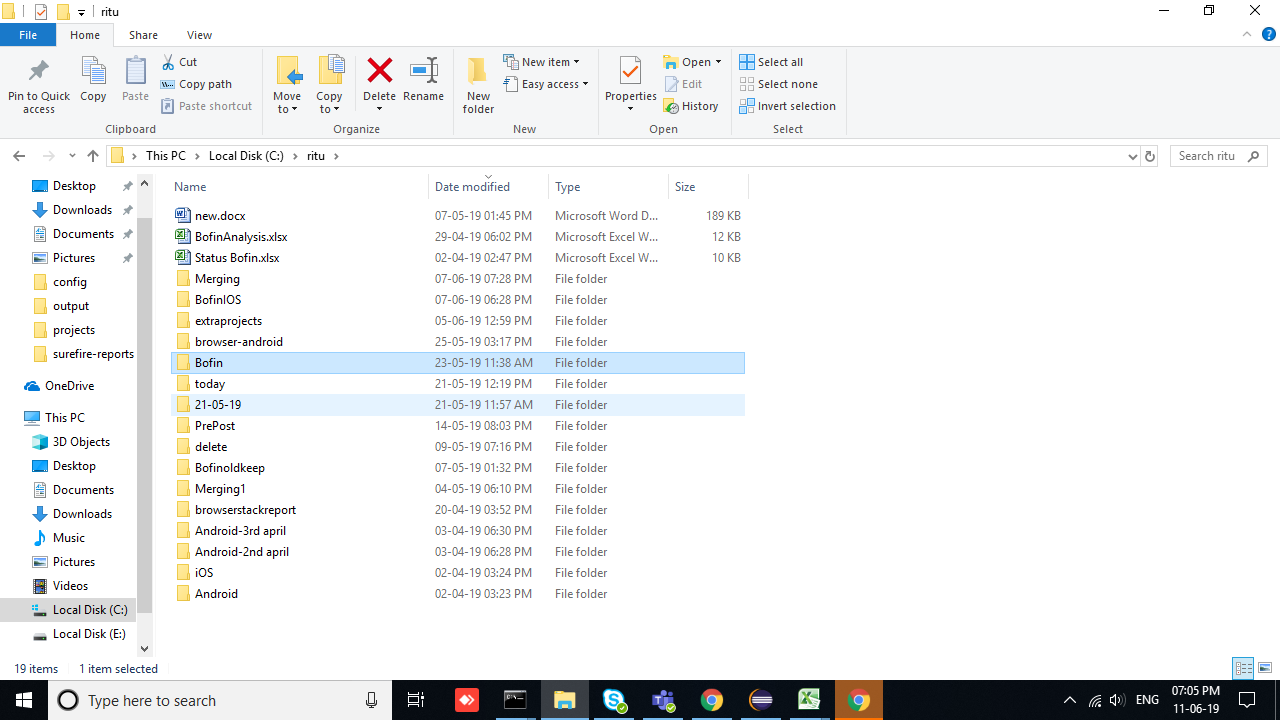 ritu
File Home Share View
Pin to Quick access
Copy
Paste
Cut
Copy path
Paste shortcut
Clipboard
Move to
Copy to
Delete
Rename
Organize
New folder
New item
Easy access
New
Properties
Open
Edit
History
Open
Select all
Select none
Invert selection
Select
This PC Local Disk (C:) ritu
Search ritu
Desktop
Downloads
Documents
Pictures
config
output
projects
surefire-reports
OneDrive
This PC
3D Objects
Desktop
Documents
Downloads
Music
Pictures
Videos
Local Disk (C:)
Local Disk (E:)
Name Date modified Type Size
new.docx 07-05-19 01:45 PM Microsoft Word D... 189 KB
BofinAnalysis.xlsx 29-04-19 06:02 PM Microsoft Excel W... 12 KB
Status Bofin.xlsx 02-04-19 02:47 PM Microsoft Excel W... 10 KB
Merging 07-06-19 07:28 PM File folder
BofinIOS 07-06-19 06:28 PM File folder
extraprojects 05-06-19 12:59 PM File folder
browser-android 25-05-19 03:17 PM File folder
Bofin 23-05-19 11:38 AM File folder
today 21-05-19 12:19 PM File folder
21-05-19 21-05-19 11:57 AM File folder
PrePost 14-05-19 08:03 PM File folder
delete 09-05-19 07:16 PM File folder
Bofinoldkeep 07-05-19 01:32 PM File folder
Merging1 04-05-19 06:10 PM File folder
browserstackreport 20-04-19 03:52 PM File folder
Android-3rd april 03-04-19 06:30 PM File folder
Android-2nd april 03-04-19 06:28 PM File folder
iOS 02-04-19 03:24 PM File folder
Android 02-04-19 03:23 PM File folder
19 items 1 item selected
Type here to search
ENG
07:05 PM
11-06-19